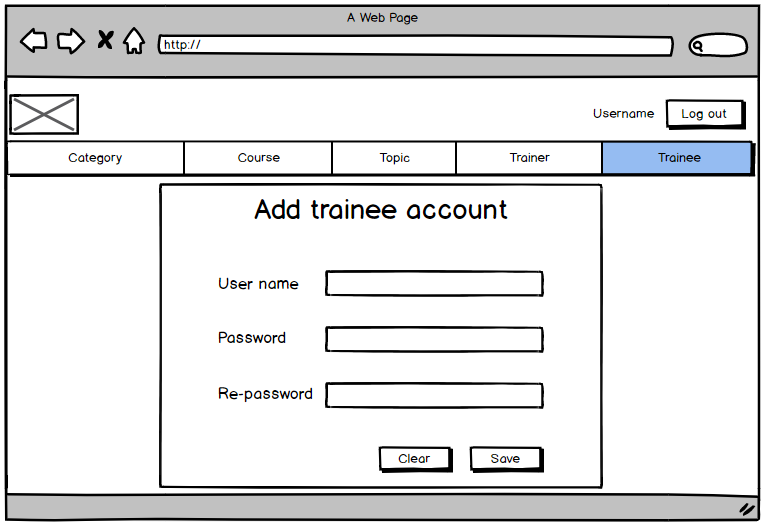 A Web Page
http://
Username Log out
Category Course Topic Trainer Trainee
Add trainee account
User name
Password
Re-password
Clear Save